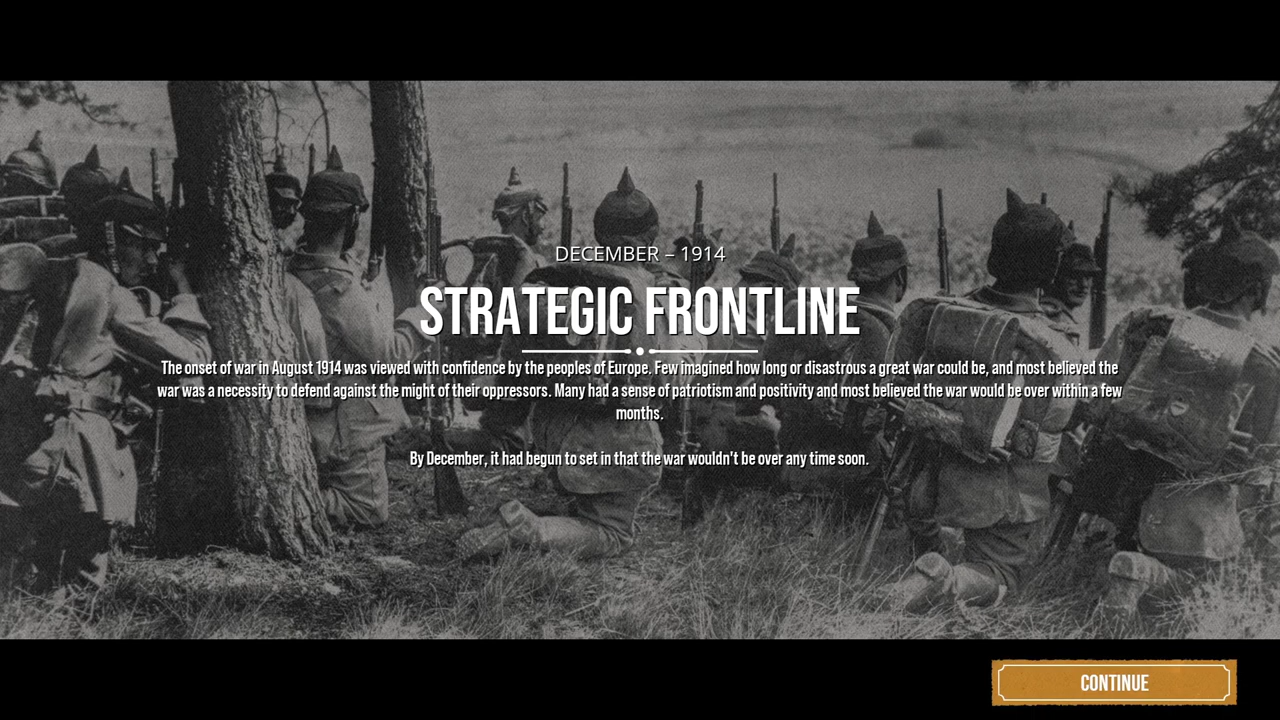 DECEMBER – 1914
STRATEGIC FRONTLINE
The onset of war in August 1914 was viewed with confidence by the peoples of Europe. Few imagined how long or disastrous a great war could be, and most believed the
war was a necessity to defend against the might of their oppressors. Many had a sense of patriotism and positivity and most believed the war would be over within a few
months.
By December, it had begun to set in that the war wouldn't be over any time soon.
CONTINUE